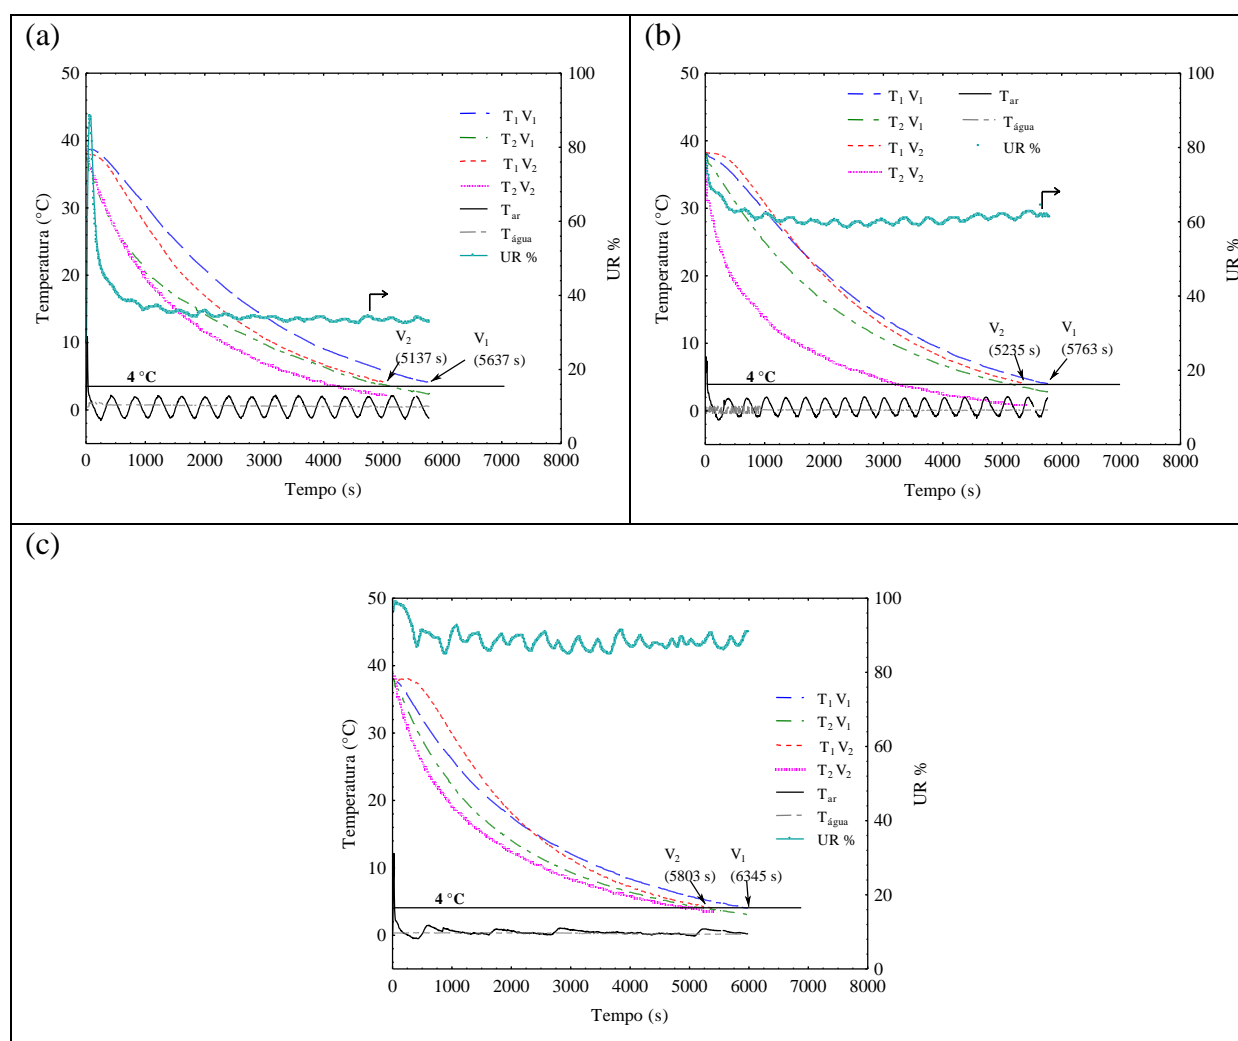 (a)
50
40
30
20
10
0
100
80
60
40
20
0
Temperatura (°C)
UR %
T1 V1
T2 V1
T1 V2
T2 V2
Tar
Tágua
UR %
V2
(5137 s)
V1
(5637 s)
4 °C
0 1000 2000 3000 4000 5000 6000 7000 8000
Tempo (s)
(b)
50
40
30
20
10
0
100
80
60
40
20
0
Temperatura (°C)
UR %
T1 V1
T2 V1
T1 V2
T2 V2
Tar
Tágua
UR %
V2
(5235 s)
V1
(5763 s)
4 °C
0 1000 2000 3000 4000 5000 6000 7000 8000
Tempo (s)
(c)
50
40
30
20
10
0
100
80
60
40
20
0
Temperatura (°C)
UR %
T1 V1
T2 V1
T1 V2
T2 V2
Tar
Tágua
UR %
V2
(5803 s)
V1
(6345 s)
4 °C
0 1000 2000 3000 4000 5000 6000 7000 8000
Tempo (s)